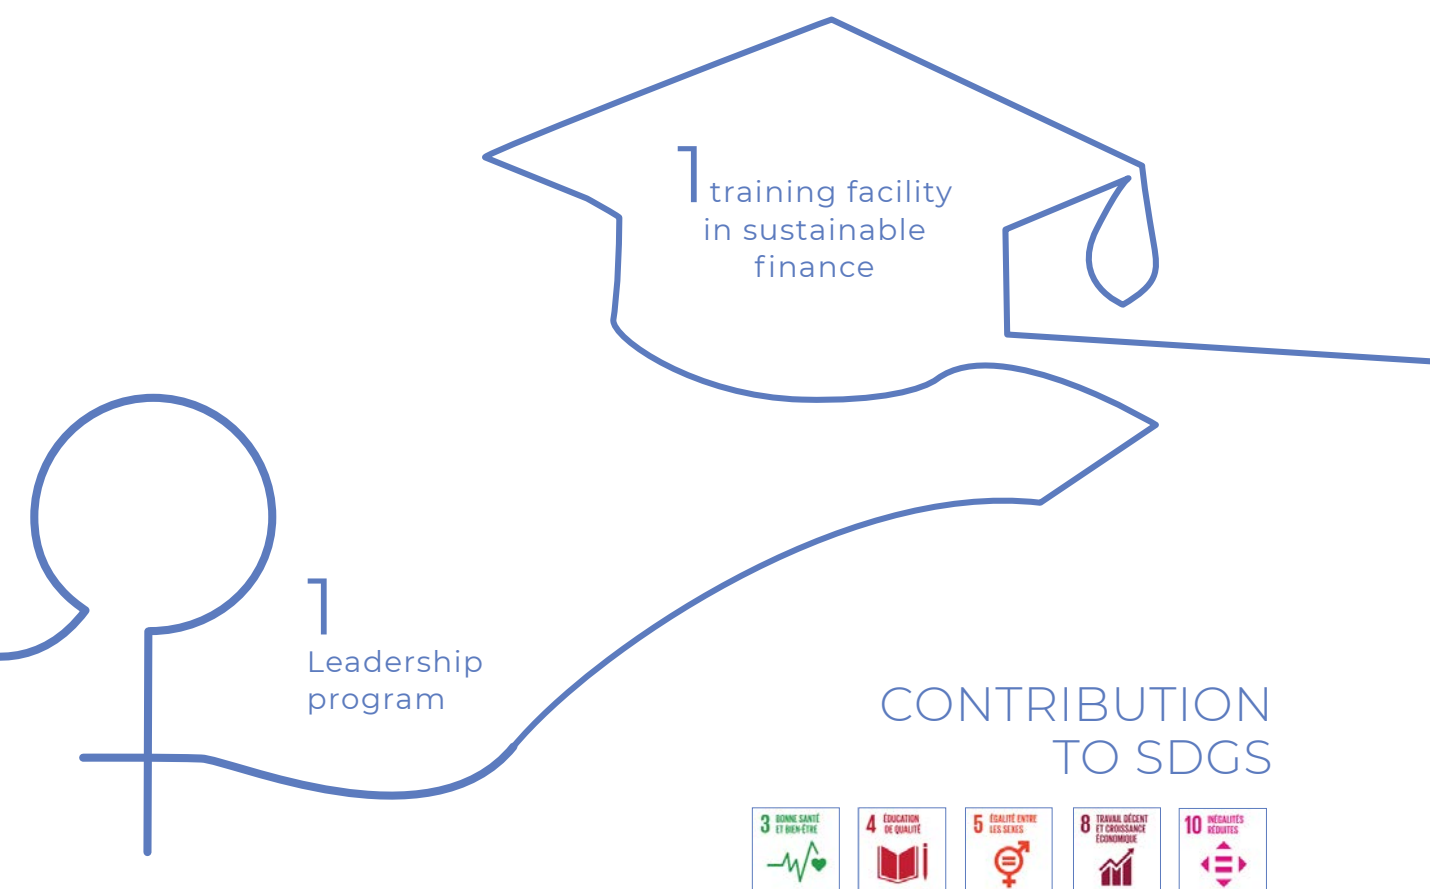 1 training facility
in sustainable
finance
1
Leadership
program
CONTRIBUTION
TO SDGS
3 BONNE SANTÉ
ET BIEN-ÊTRE
4 ÉDUCATION
DE QUALITÉ
5 ÉGALITÉ ENTRE
LES SEXES
8 TRAVAIL DÉCENT
ET CROISSANCE
ÉCONOMIQUE
10 INÉGALITÉS
RÉDUITES